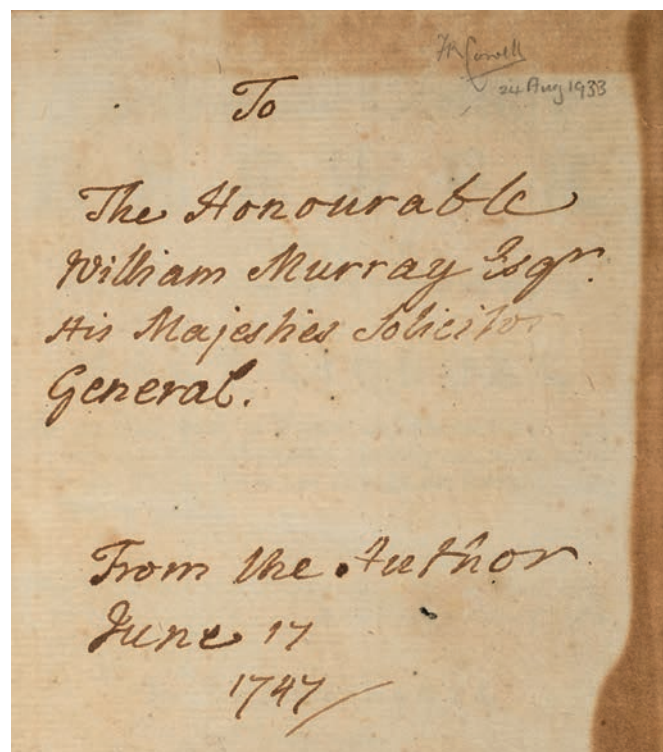 FR Cowell
24 Aug 1933
To
The Honourable
William Murray Esqr.
His Majesties Solicitor
General.
From the Author
June 17
1747